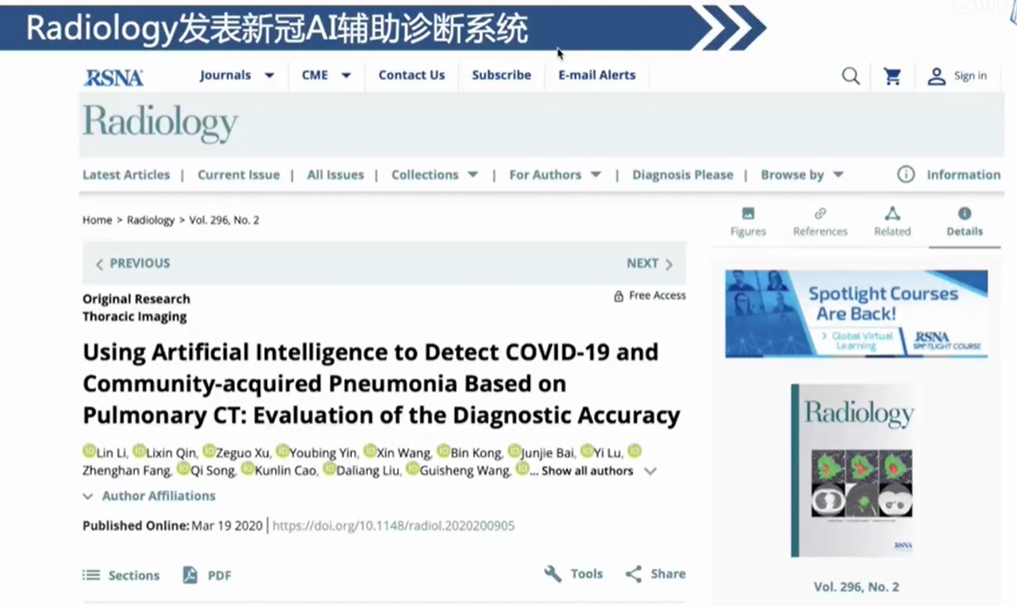 Radiology发表新冠AI辅助诊断系统
RSNA
Journals
CME
Contact Us
Subscribe
E-mail Alerts
Sign in
Radiology
Latest Articles | Current Issue | All Issues | Collections | For Authors | Diagnosis Please | Browse by
Information
Home > Radiology > Vol. 296, No. 2
Figures
References
Related
Details
PREVIOUS
NEXT
Original Research
Free Access
Thoracic Imaging
Using Artificial Intelligence to Detect COVID-19 and
Community-acquired Pneumonia Based on
Pulmonary CT: Evaluation of the Diagnostic Accuracy
Lin Li, Lixin Qin, Zeguo Xu, Youbing Yin, Xin Wang, Bin Kong, Junjie Bai, Yi Lu,
Zhenghan Fang, Qi Song, Kunlin Cao, Daliang Liu, Guisheng Wang, ... Show all authors
Author Affiliations
Published Online: Mar 19 2020 | https://doi.org/10.1148/radiol.2020200905
Sections
PDF
Tools
Share
Spotlight Courses
Are Back!
Global Virtual
Learning
RSNA
SPOTLIGHT COURSE
Radiology
RSNA
Vol. 296, No. 2